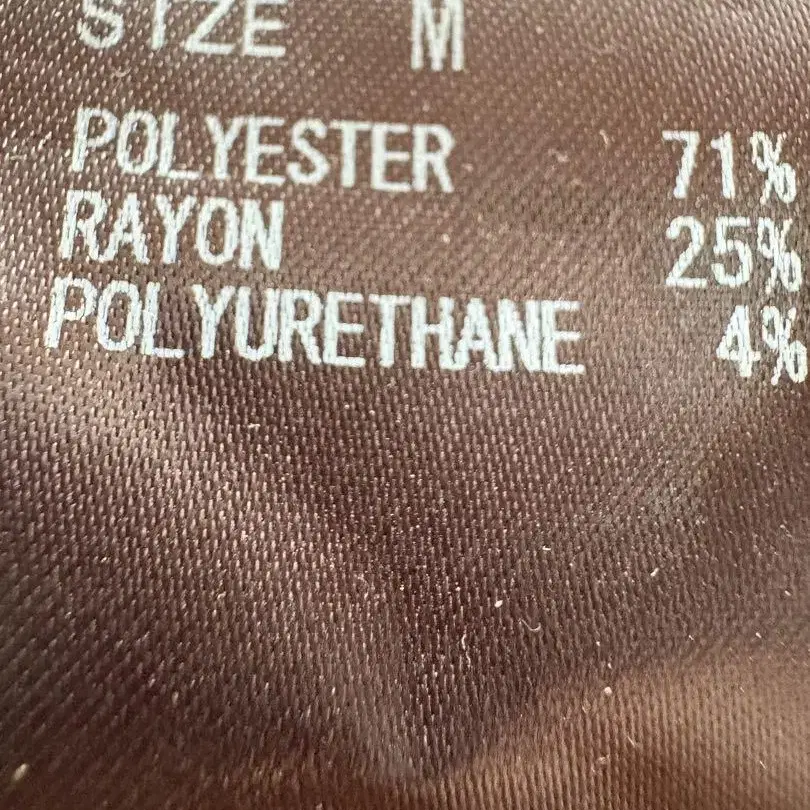 SIZE M
POLYESTER 71%
RAYON 25%
POLYURETHANE 4%